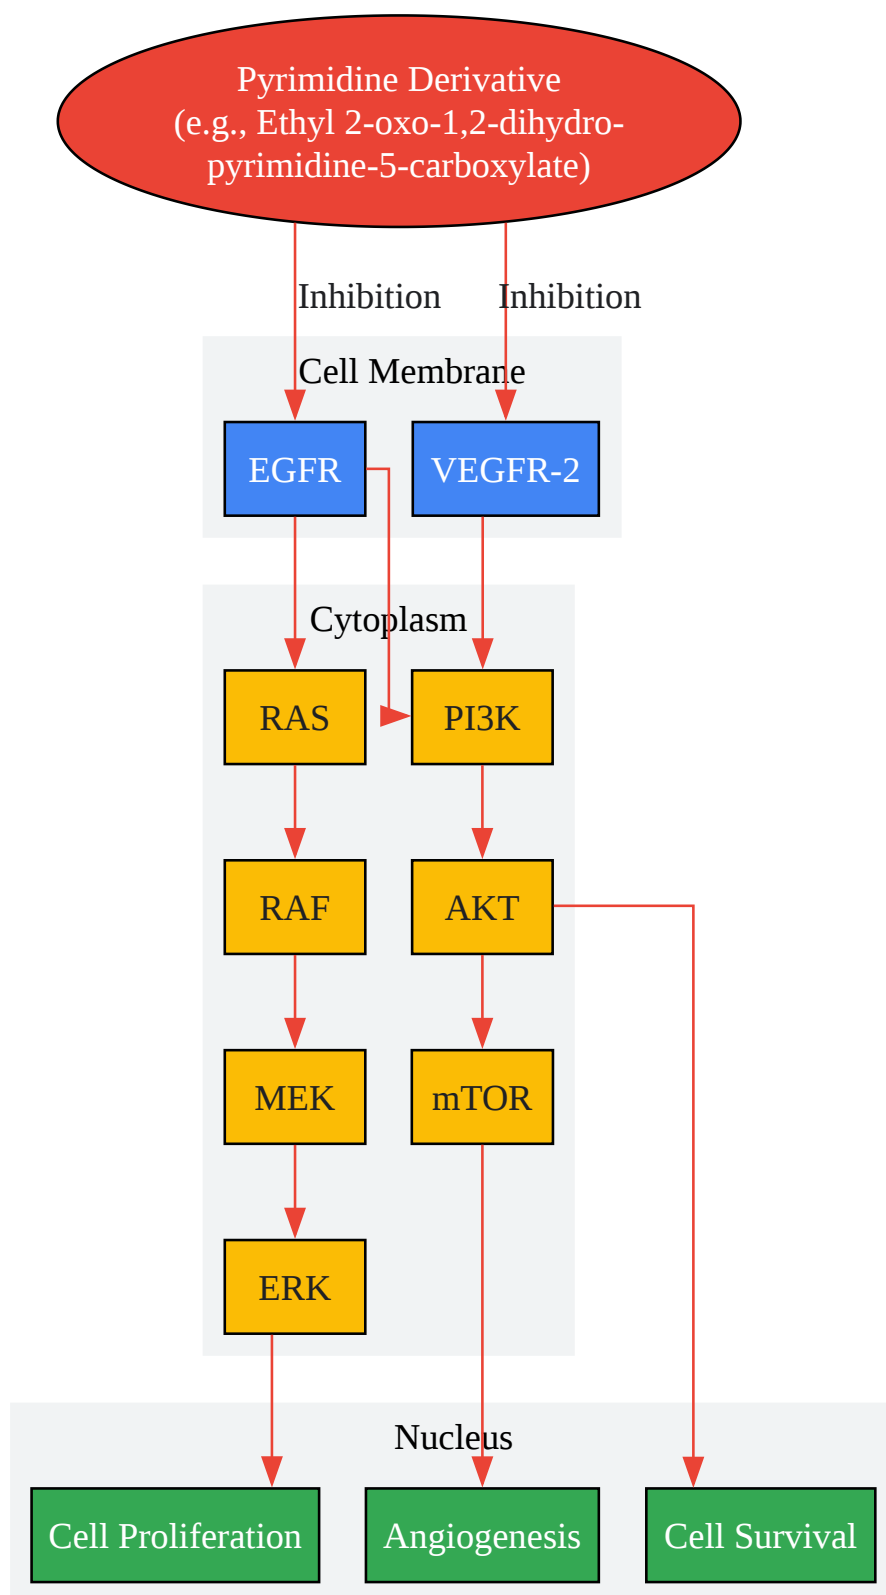 Pyrimidine Derivative
(e.g., Ethyl 2-oxo-1,2-dihydro-
pyrimidine-5-carboxylate)
Inhibition
Inhibition
Cell Membrane
EGFR
VEGFR-2
Cytoplasm
RAS
PI3K
RAF
AKT
MEK
mTOR
ERK
Nucleus
Cell Proliferation
Angiogenesis
Cell Survival